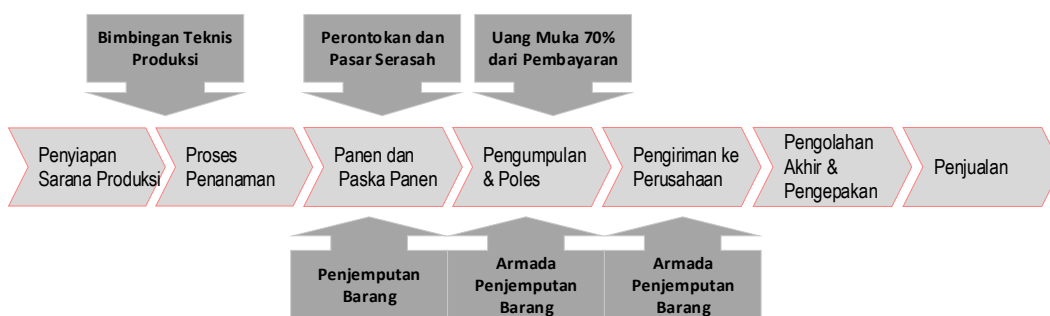 Bimbingan Teknis
Produksi
Perontokan dan
Pasar Serasah
Uang Muka 70%
dari Pembayaran
Penyiapan
Sarana Produksi
Proses
Penanaman
Panen dan
Paska Panen
Pengumpulan
& Poles
Pengiriman ke
Perusahaan
Pengolahan
Akhir &
Pengepakan
Penjualan
Penjemputan
Barang
Armada
Penjemputan
Barang
Armada
Penjemputan
Barang